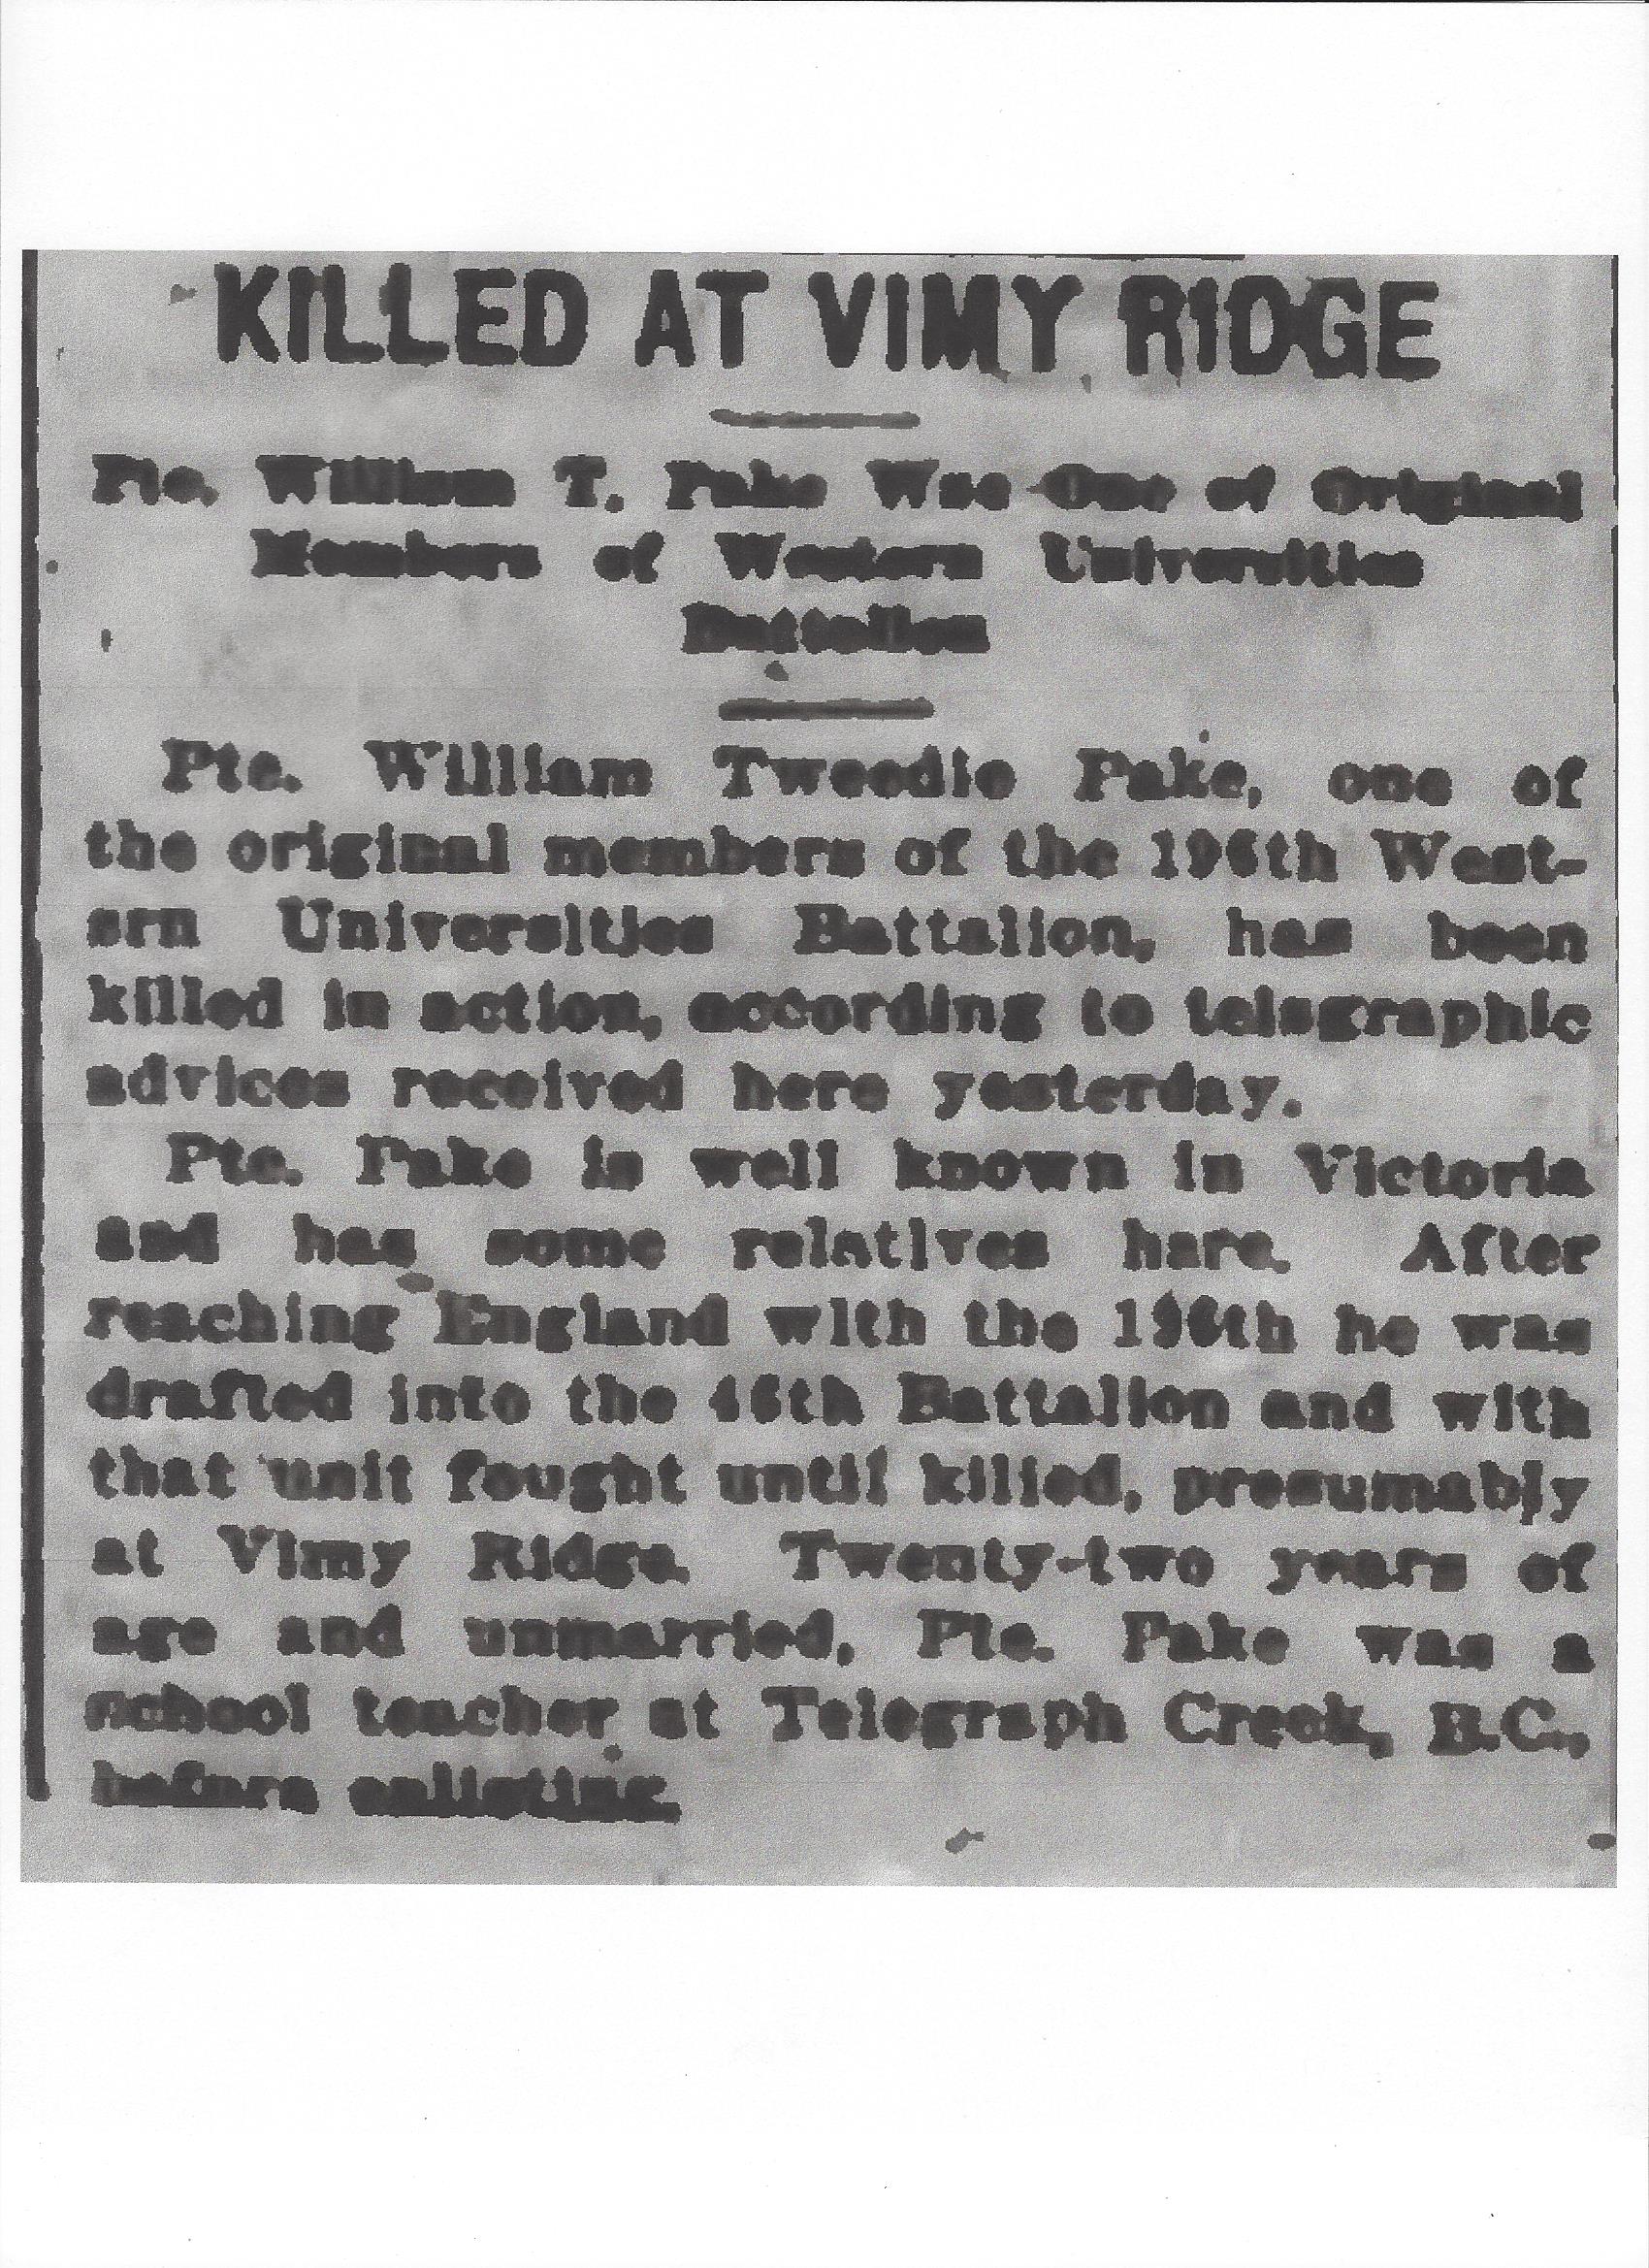 KILLED AT VIMY RIDGE
Pte. William T. Pake Was One of Original
Members of Western Universities
Battalion
Pte. William Tweedie Pake, one of
the original members of the 196th West-
ern Universities Battalion, has been
killed in action, according to telegraphic
advices received here yesterday.
Pte. Pake is well known in Victoria
and has some relatives here. After
reaching England with the 196th he was
drafted into the 46th Battalion and with
that unit fought until killed, presumably
at Vimy Ridge. Twenty-two years of
age and unmarried, Pte. Pake was a
school teacher at Telegraph Creek, B.C.,
before enlisting.